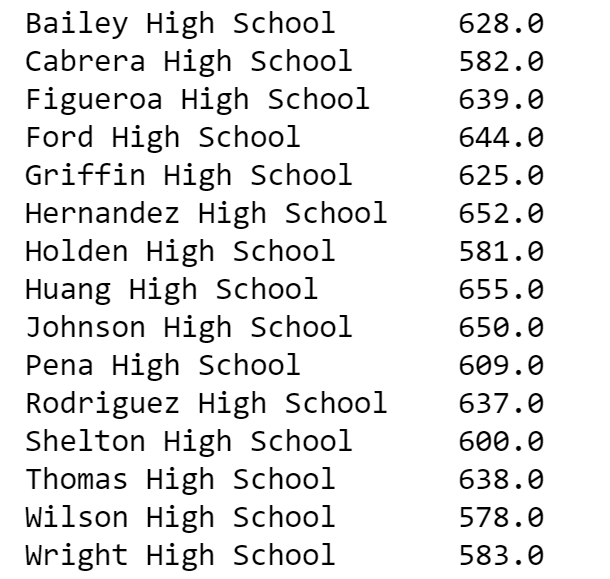 Bailey High School 628.0
Cabrera High School 582.0
Figueroa High School 639.0
Ford High School 644.0
Griffin High School 625.0
Hernandez High School 652.0
Holden High School 581.0
Huang High School 655.0
Johnson High School 650.0
Pena High School 609.0
Rodriguez High School 637.0
Shelton High School 600.0
Thomas High School 638.0
Wilson High School 578.0
Wright High School 583.0